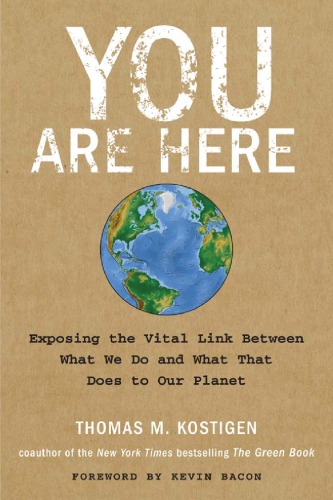 YOU
ARE HERE
Exposing the Vital Link Between
What We Do and What That
Does to Our Planet
THOMAS M. KOSTIGEN
coauthor of the New York Times bestselling The Green Book
FOREWORD BY KEVIN BACON